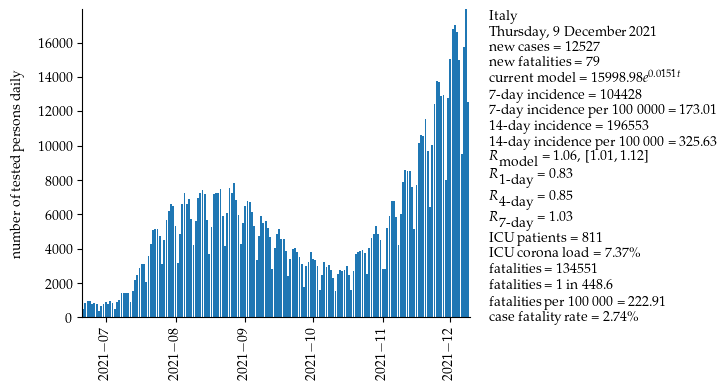 number of tested persons daily
16000
14000
12000
10000
8000
6000
4000
2000
0
2021−07
2021−08
2021−09
2021−10
2021−11
2021−12
Italy
Thursday, 9 December 2021
new cases = 12527
new fatalities = 79
current model = 15998.98e^0.0151t
7-day incidence = 104428
7-day incidence per 100 0000 = 173.01
14-day incidence = 196553
14-day incidence per 100 000 = 325.63
R_model = 1.06, [1.01, 1.12]
R_1-day = 0.83
R_4-day = 0.85
R_7-day = 1.03
ICU patients = 811
ICU corona load = 7.37%
fatalities = 134551
fatalities = 1 in 448.6
fatalities per 100 000 = 222.91
case fatality rate = 2.74%